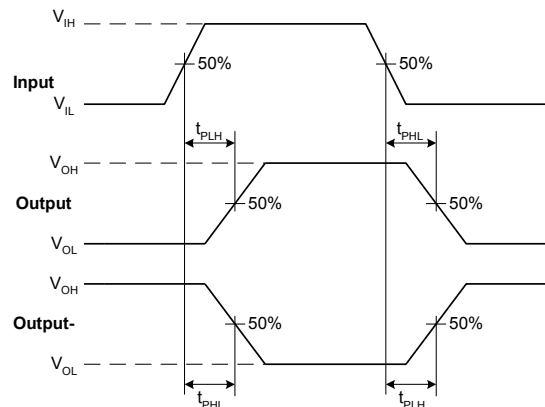 V_IH
50% 50%
Input
V_IL
t_PLH t_PHL
V_OH
Output 50% 50%
V_OL
V_OH
Output- 50% 50%
V_OL
t_PHL t_PLH